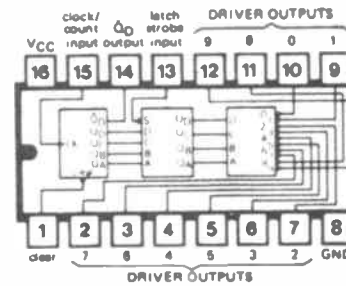 clock/ latch DRIVER OUTPUTS
count Q̄D strobe
VCC input output input 9 8 0 1
16 15 14 13 12 11 10 9
1 2 3 4 5 6 7 8
clear 7 6 4 5 3 2 GND
DRIVER OUTPUTS